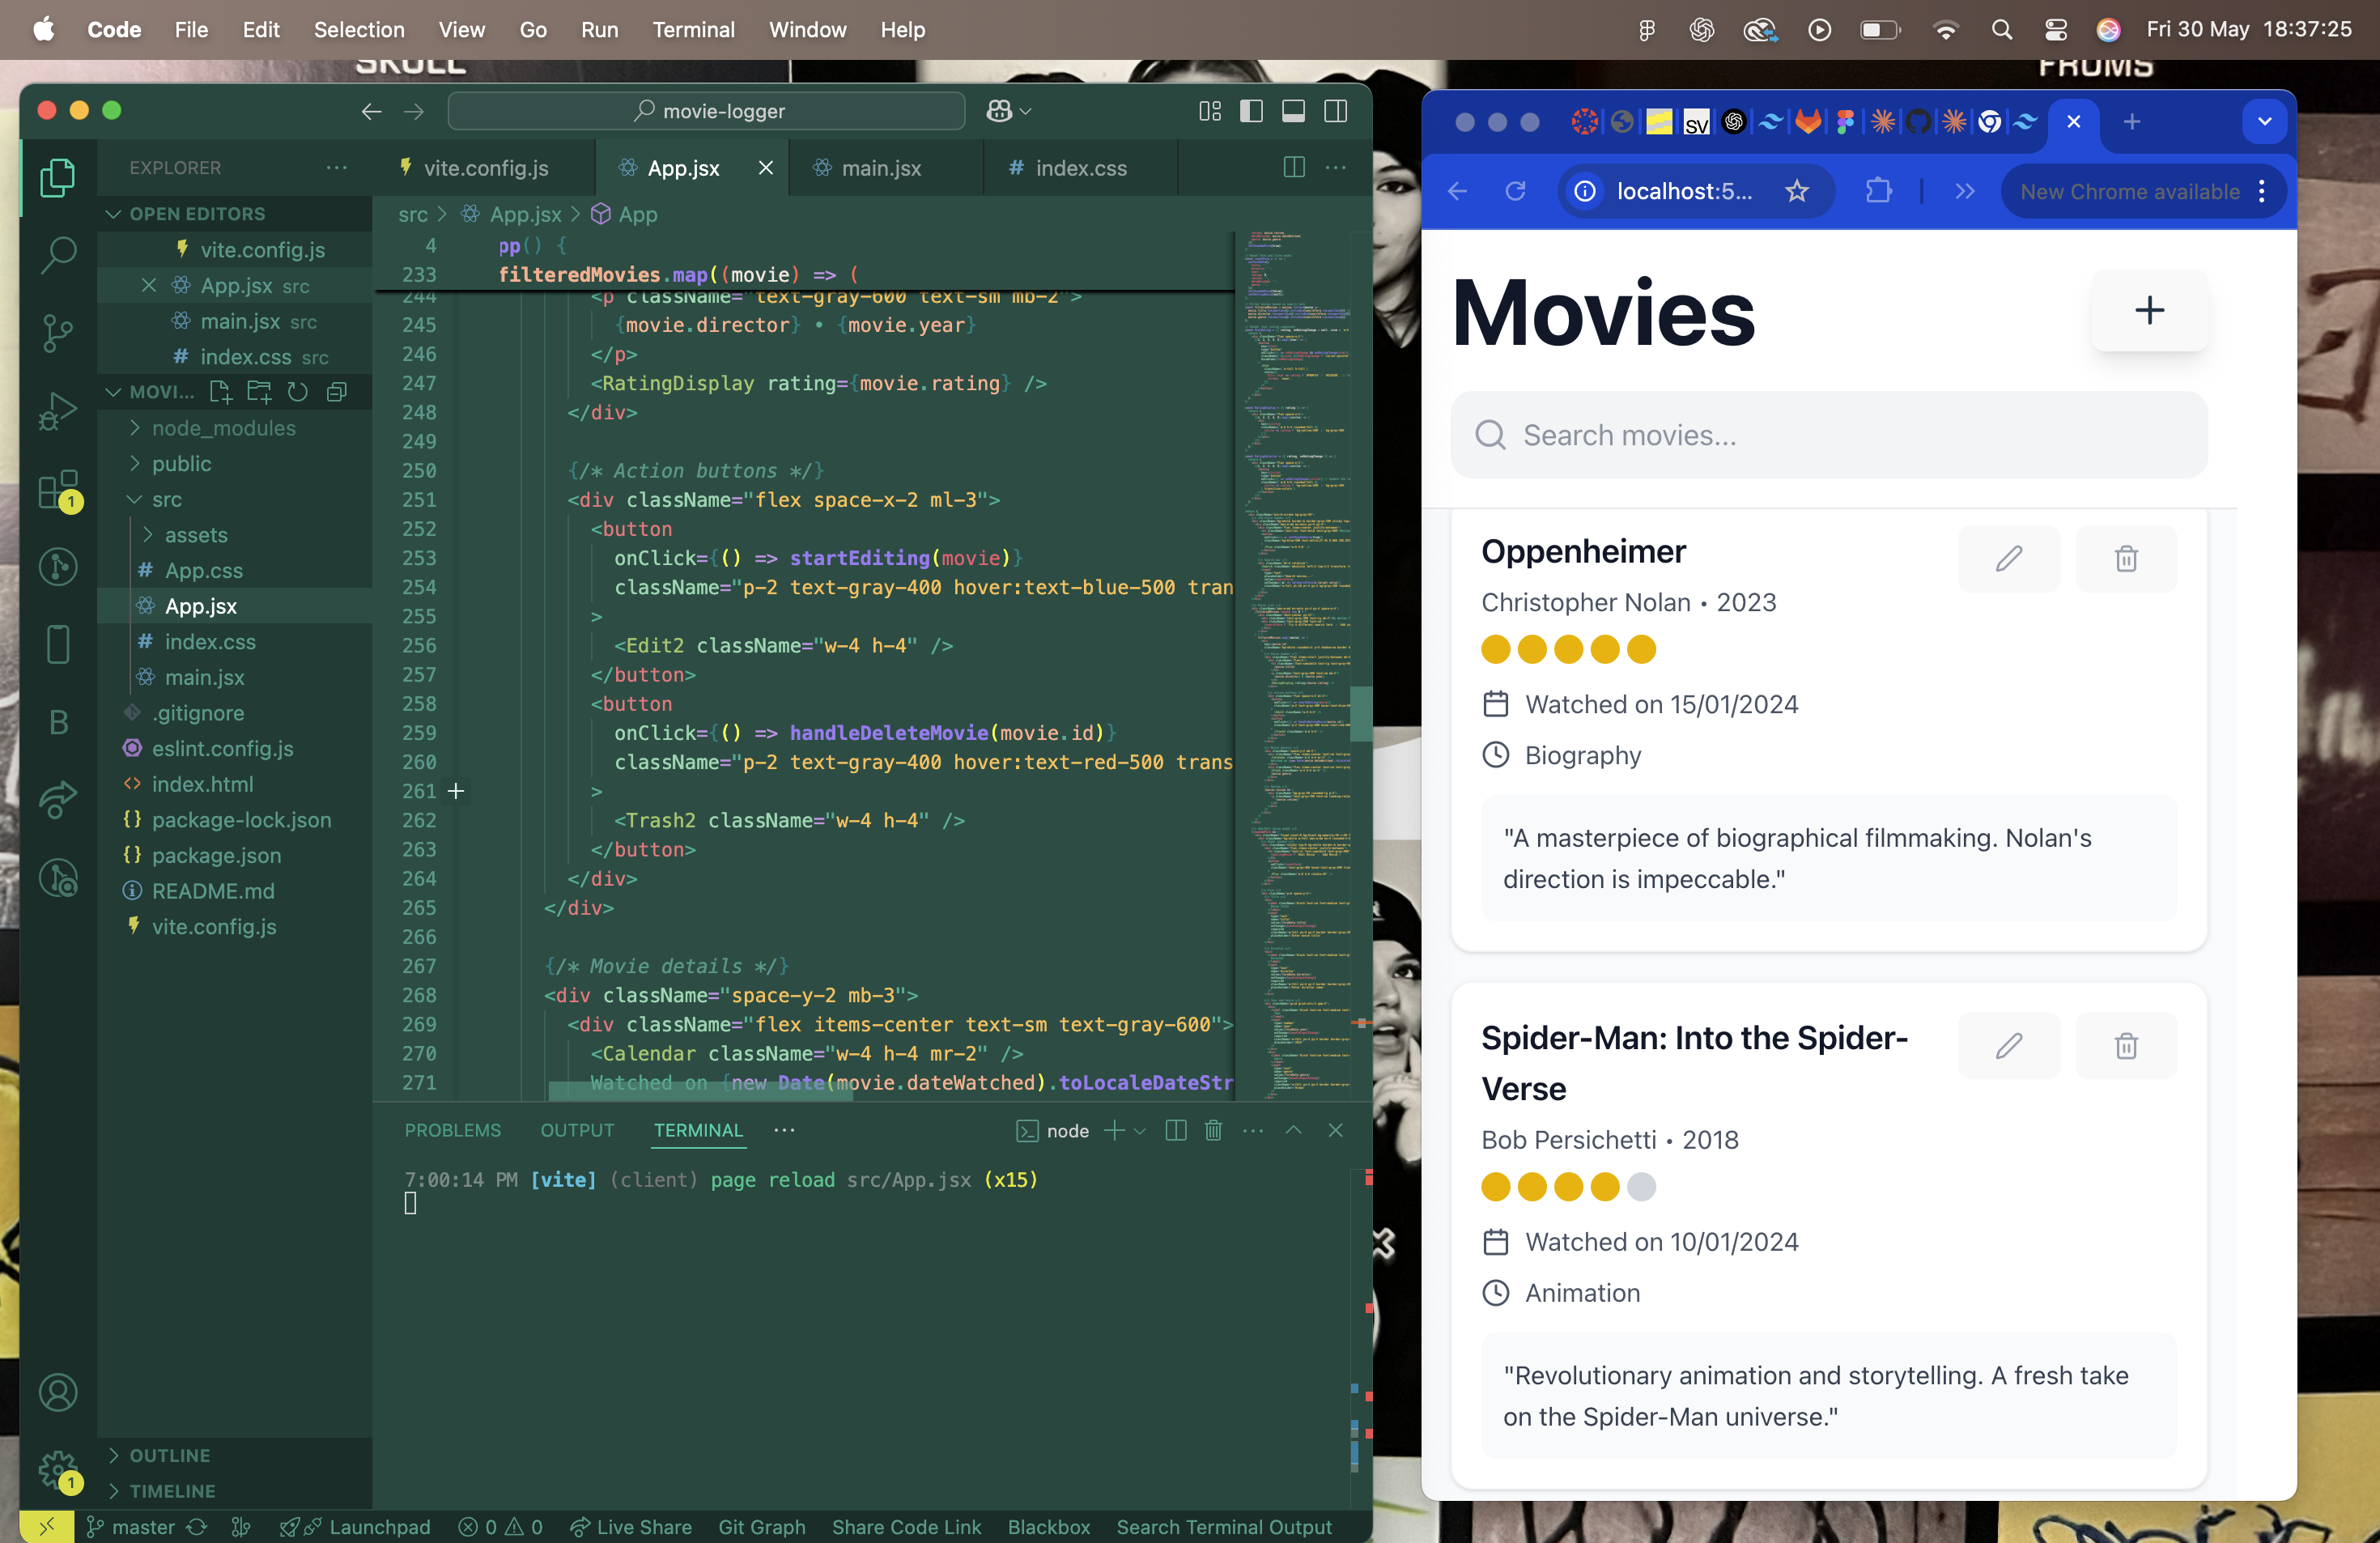 Code File Edit Selection View Go Run Terminal Window Help
Fri 30 May 18:37:25
SKULL
FRUMS
movie-logger
EXPLORER
OPEN EDITORS
vite.config.js
App.jsx src
main.jsx src
index.css src
MOVI...
node_modules
public
src
assets
App.css
App.jsx
index.css
main.jsx
.gitignore
eslint.config.js
index.html
package-lock.json
package.json
README.md
vite.config.js
OUTLINE
TIMELINE
1
B
1
vite.config.js
App.jsx
main.jsx
index.css
src > App.jsx > App
4 pp() {
233 filteredMovies.map((movie) => (
244 <p className="text-gray-600 text-sm mb-2">
245 {movie.director} • {movie.year}
246 </p>
247 <RatingDisplay rating={movie.rating} />
248 </div>
249
250 {/* Action buttons */}
251 <div className="flex space-x-2 ml-3">
252 <button
253 onClick={() => startEditing(movie)}
254 className="p-2 text-gray-400 hover:text-blue-500 tran
255 >
256 <Edit2 className="w-4 h-4" />
257 </button>
258 <button
259 onClick={() => handleDeleteMovie(movie.id)}
260 className="p-2 text-gray-400 hover:text-red-500 trans
261 >
262 <Trash2 className="w-4 h-4" />
263 </button>
264 </div>
265 </div>
266
267 {/* Movie details */}
268 <div className="space-y-2 mb-3">
269 <div className="flex items-center text-sm text-gray-600">
270 <Calendar className="w-4 h-4 mr-2" />
271 Watched on {new Date(movie.dateWatched).toLocaleDateStr
PROBLEMS OUTPUT TERMINAL
node
7:00:14 PM [vite] (client) page reload src/App.jsx (x15)
master
Launchpad
0 0
Live Share
Git Graph
Share Code Link
Blackbox
Search Terminal Output
SV
localhost:5...
New Chrome available
Movies
Search movies...
Oppenheimer
Christopher Nolan • 2023
Watched on 15/01/2024
Biography
"A masterpiece of biographical filmmaking. Nolan's
direction is impeccable."
Spider-Man: Into the Spider-
Verse
Bob Persichetti • 2018
Watched on 10/01/2024
Animation
"Revolutionary animation and storytelling. A fresh take
on the Spider-Man universe."